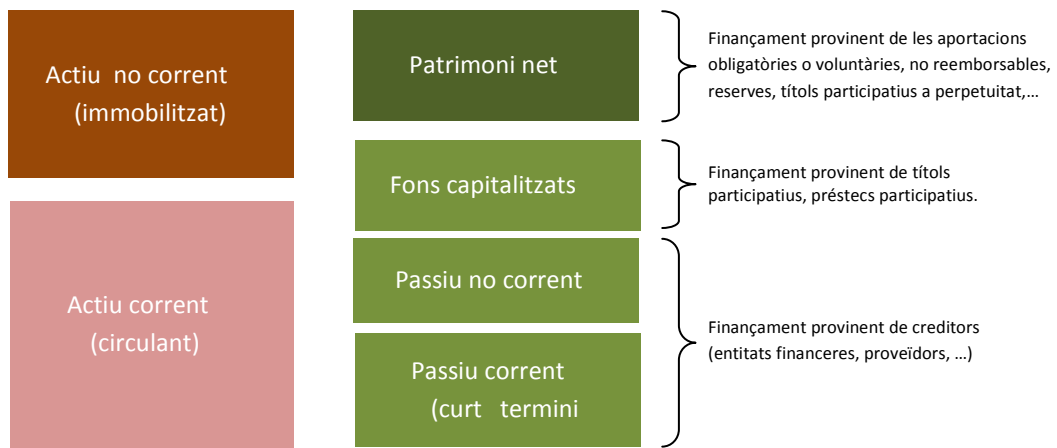 Actiu no corrent
(immobilitzat)
Actiu corrent
(circulant)
Patrimoni net
Fons capitalitzats
Passiu no corrent
Passiu corrent
(curt termini
Finançament provinent de les aportacions
obligatòries o voluntàries, no reemborsables,
reserves, títols participatius a perpetuitat,...
Finançament provinent de títols
participatius, préstecs participatius.
Finançament provinent de creditors
(entitats financeres, proveïdors, ...)